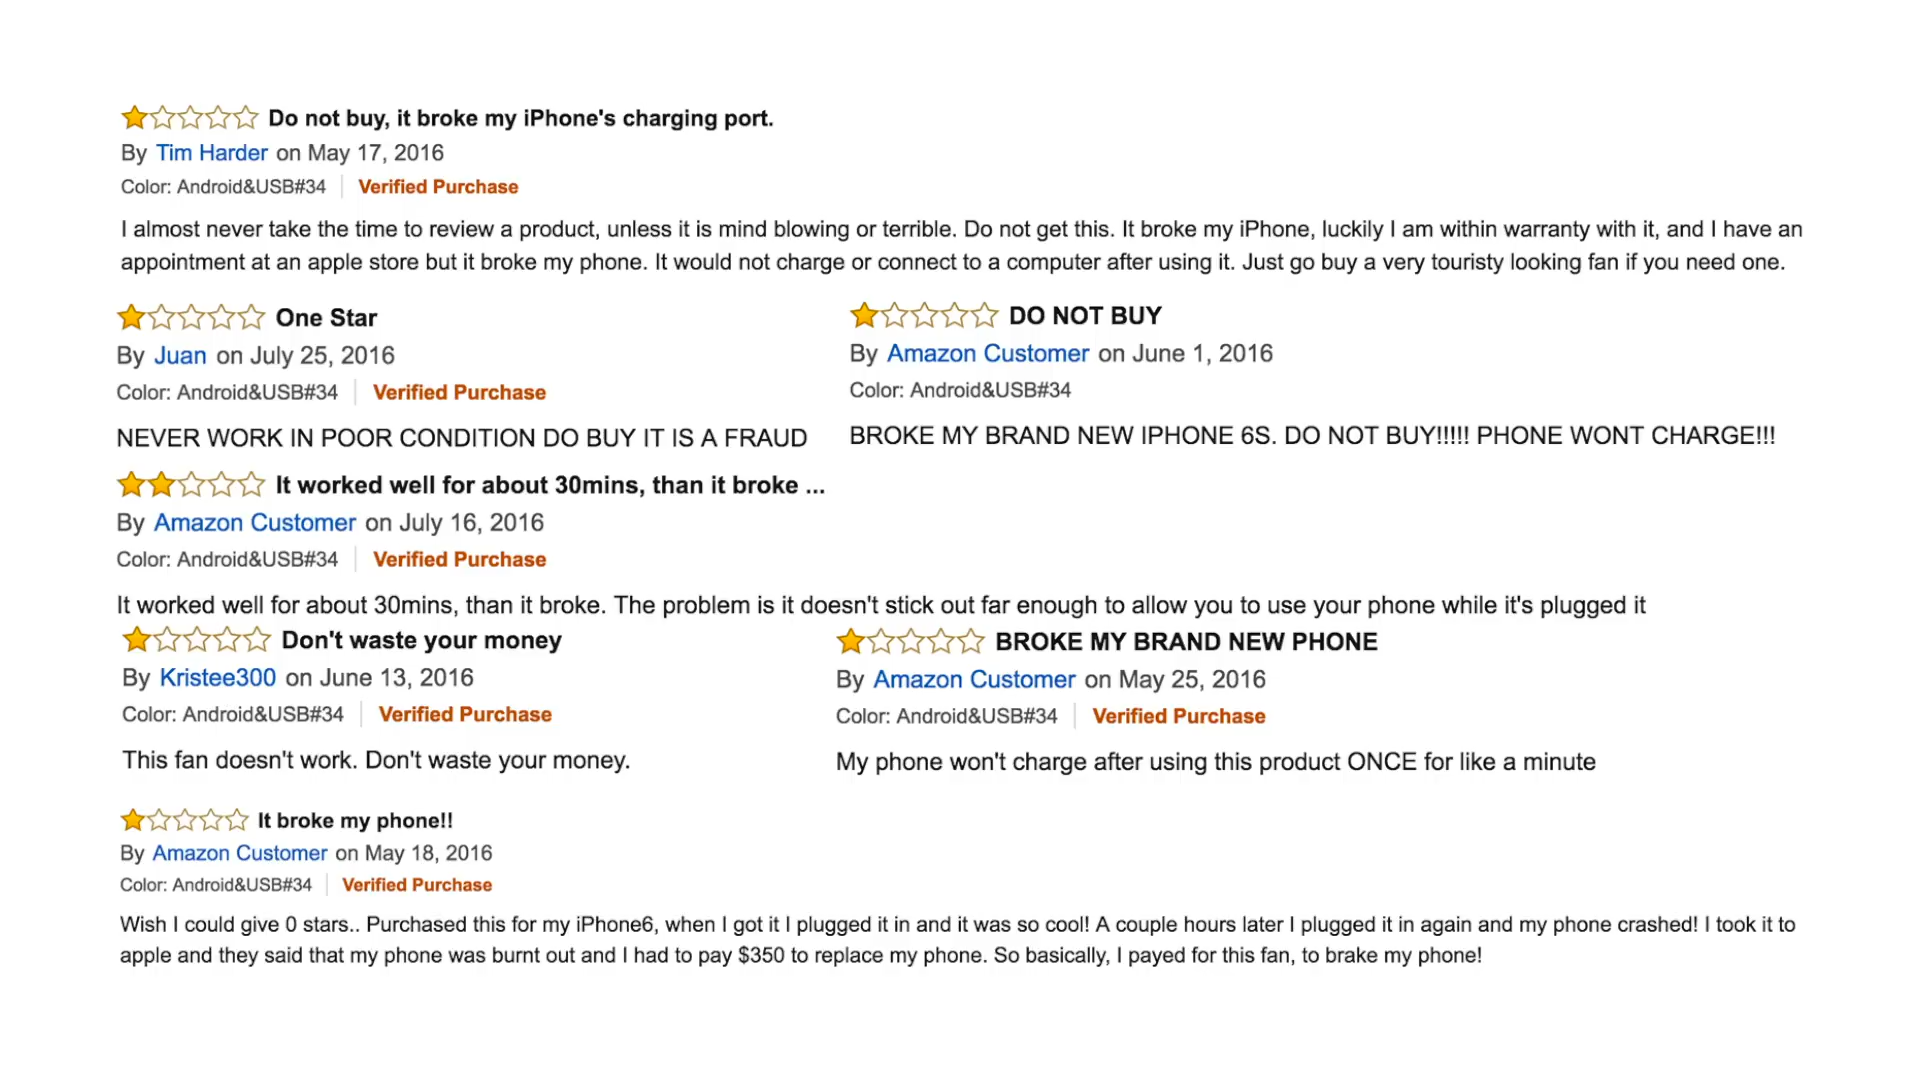 Do not buy, it broke my iPhone's charging port.
By Tim Harder on May 17, 2016
Color: Android&USB#34 Verified Purchase
I almost never take the time to review a product, unless it is mind blowing or terrible. Do not get this. It broke my iPhone, luckily I am within warranty with it, and I have an
appointment at an apple store but it broke my phone. It would not charge or connect to a computer after using it. Just go buy a very touristy looking fan if you need one.
One Star
By Juan on July 25, 2016
Color: Android&USB#34 Verified Purchase
NEVER WORK IN POOR CONDITION DO BUY IT IS A FRAUD
DO NOT BUY
By Amazon Customer on June 1, 2016
Color: Android&USB#34
BROKE MY BRAND NEW IPHONE 6S. DO NOT BUY!!!!! PHONE WONT CHARGE!!!
It worked well for about 30mins, than it broke ...
By Amazon Customer on July 16, 2016
Color: Android&USB#34 Verified Purchase
It worked well for about 30mins, than it broke. The problem is it doesn't stick out far enough to allow you to use your phone while it's plugged it
Don't waste your money
By Kristee300 on June 13, 2016
Color: Android&USB#34 Verified Purchase
This fan doesn't work. Don't waste your money.
BROKE MY BRAND NEW PHONE
By Amazon Customer on May 25, 2016
Color: Android&USB#34 Verified Purchase
My phone won't charge after using this product ONCE for like a minute
It broke my phone!!
By Amazon Customer on May 18, 2016
Color: Android&USB#34 Verified Purchase
Wish I could give 0 stars.. Purchased this for my iPhone6, when I got it I plugged it in and it was so cool! A couple hours later I plugged it in again and my phone crashed! I took it to
apple and they said that my phone was burnt out and I had to pay $350 to replace my phone. So basically, I payed for this fan, to brake my phone!